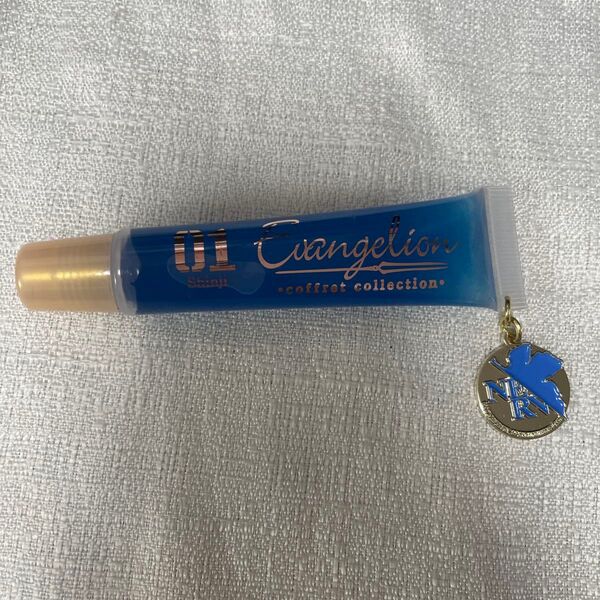 01
Shinji
Evangelion
•coffret collection•
NERV